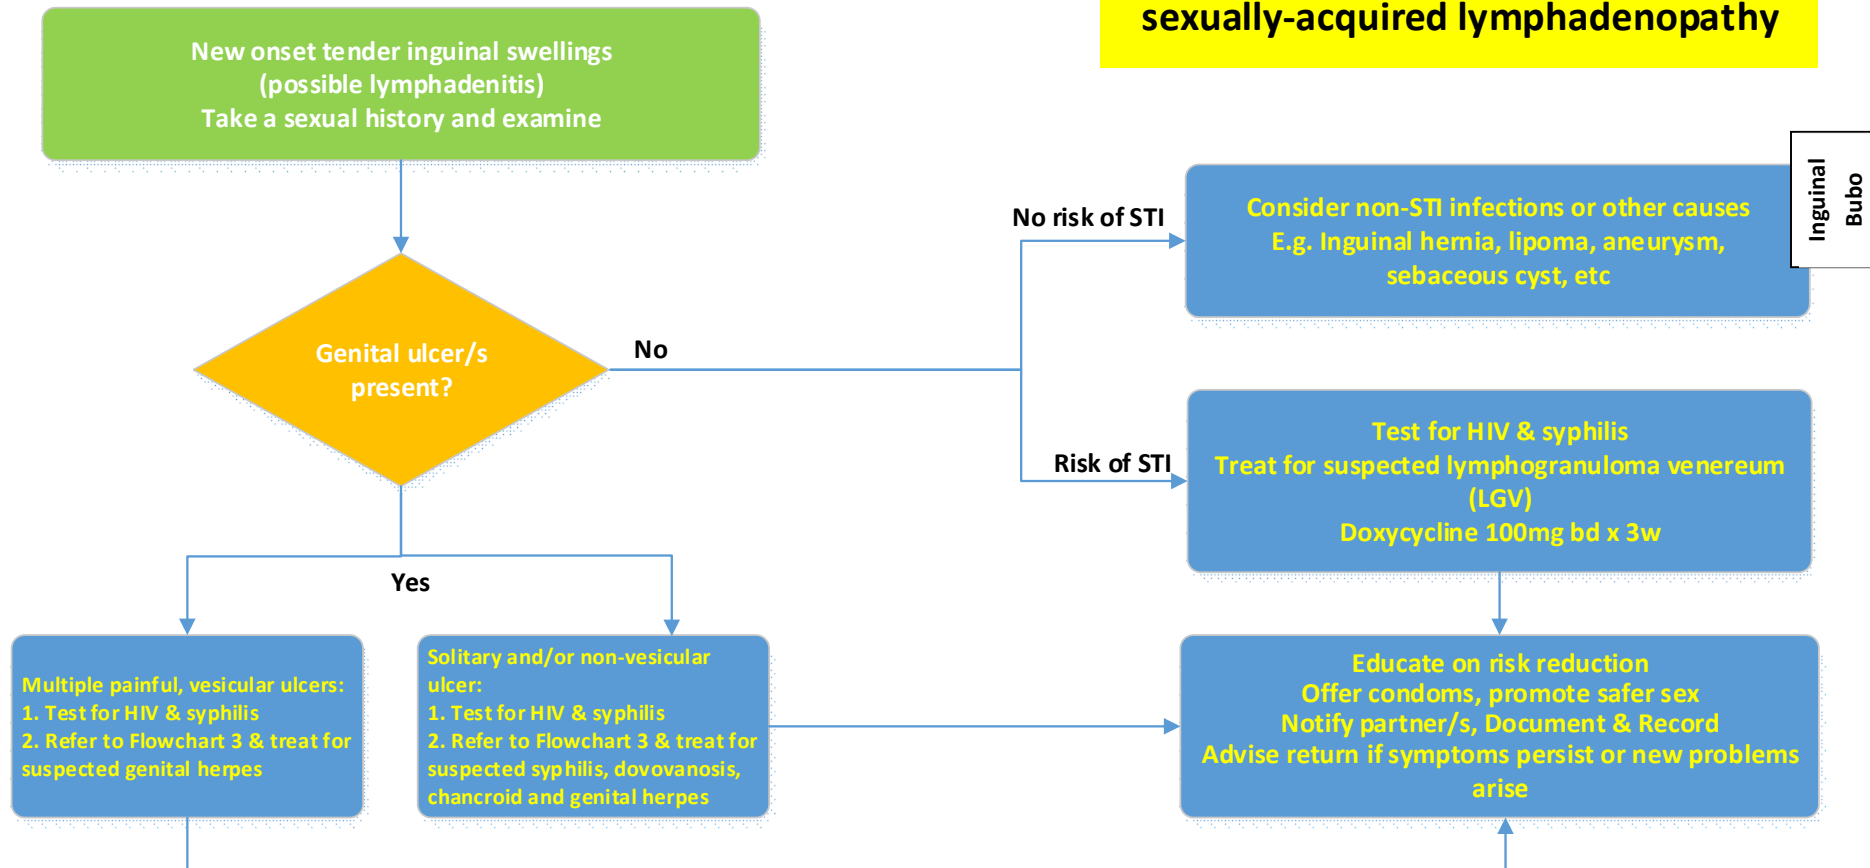 sexually-acquired lymphadenopathy
New onset tender inguinal swellings
(possible lymphadenitis)
Take a sexual history and examine
Inguinal
Bubo
No risk of STI
Consider non-STI infections or other causes
E.g. Inguinal hernia, lipoma, aneurysm,
sebaceous cyst, etc
Genital ulcer/s
present?
No
Risk of STI
Test for HIV & syphilis
Treat for suspected lymphogranuloma venereum
(LGV)
Doxycycline 100mg bd x 3w
Yes
Multiple painful, vesicular ulcers:
1. Test for HIV & syphilis
2. Refer to Flowchart 3 & treat for
suspected genital herpes
Solitary and/or non-vesicular
ulcer:
1. Test for HIV & syphilis
2. Refer to Flowchart 3 & treat for
suspected syphilis, dovovanosis,
chancroid and genital herpes
Educate on risk reduction
Offer condoms, promote safer sex
Notify partner/s, Document & Record
Advise return if symptoms persist or new problems
arise